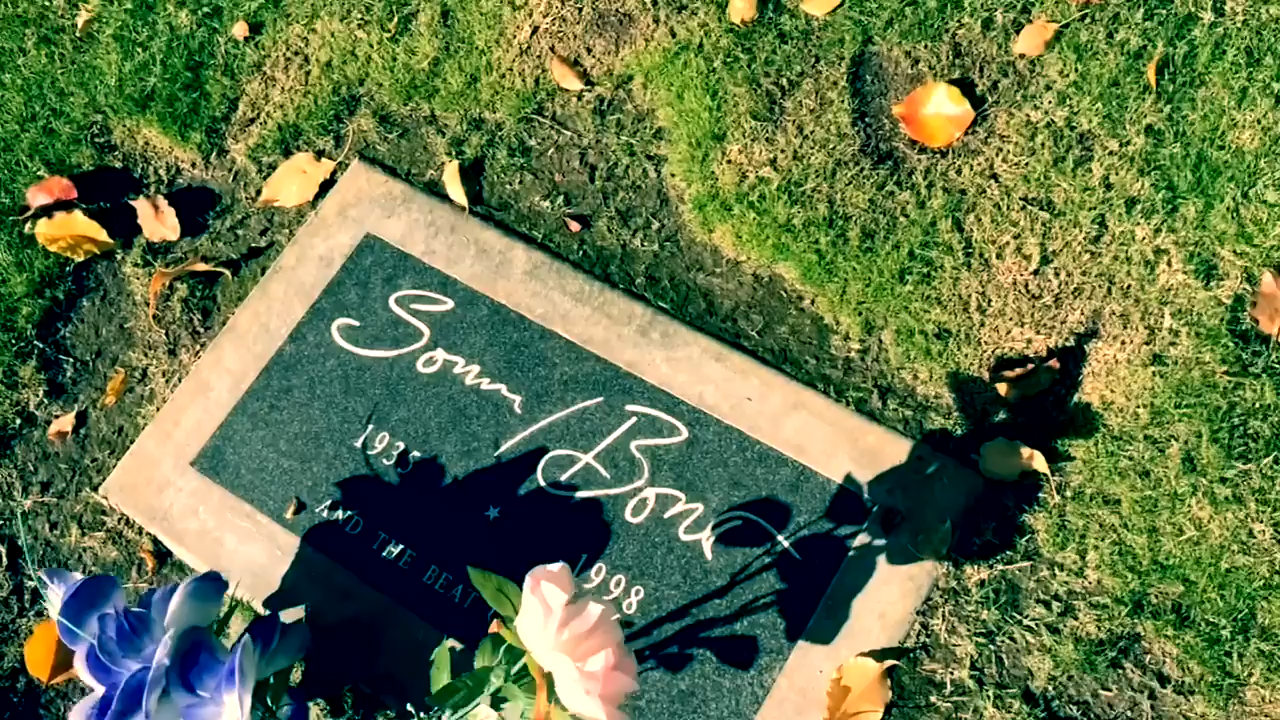 Sonny Bono
1935 ★ 1998
AND THE BEAT